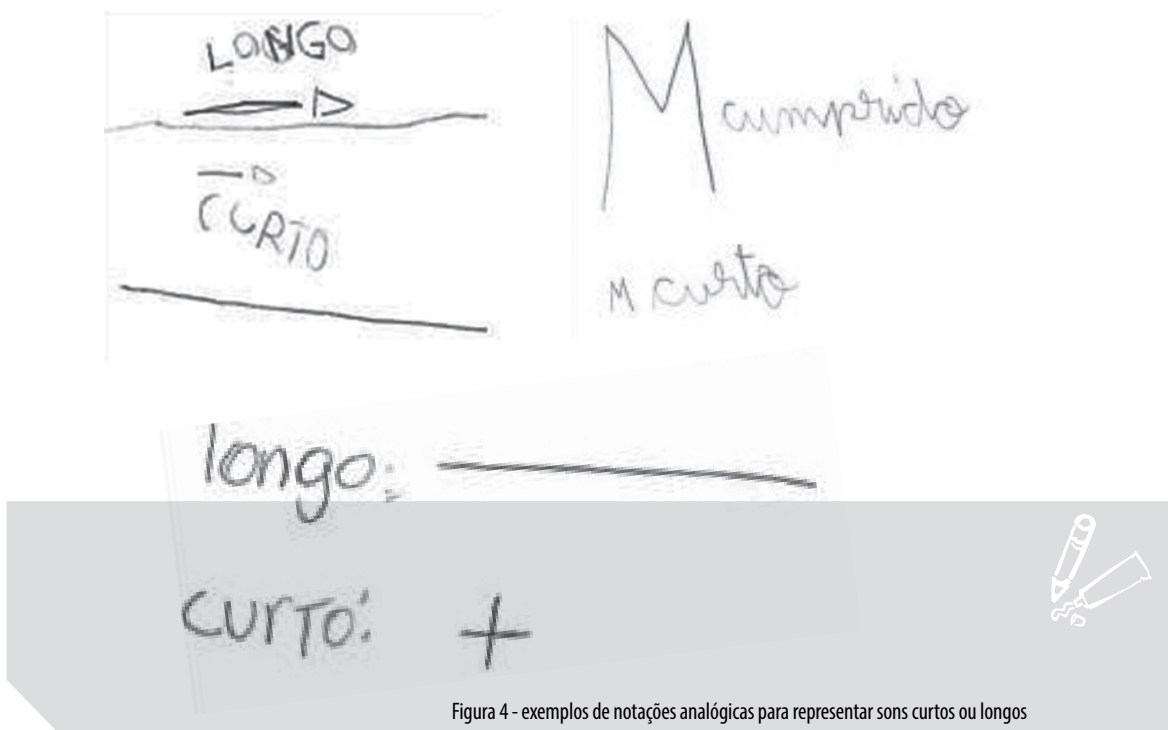 LONGO
CURTO
M cumprido
M curto
longo:
curto:
Figura 4 - exemplos de notações analógicas para representar sons curtos ou longos